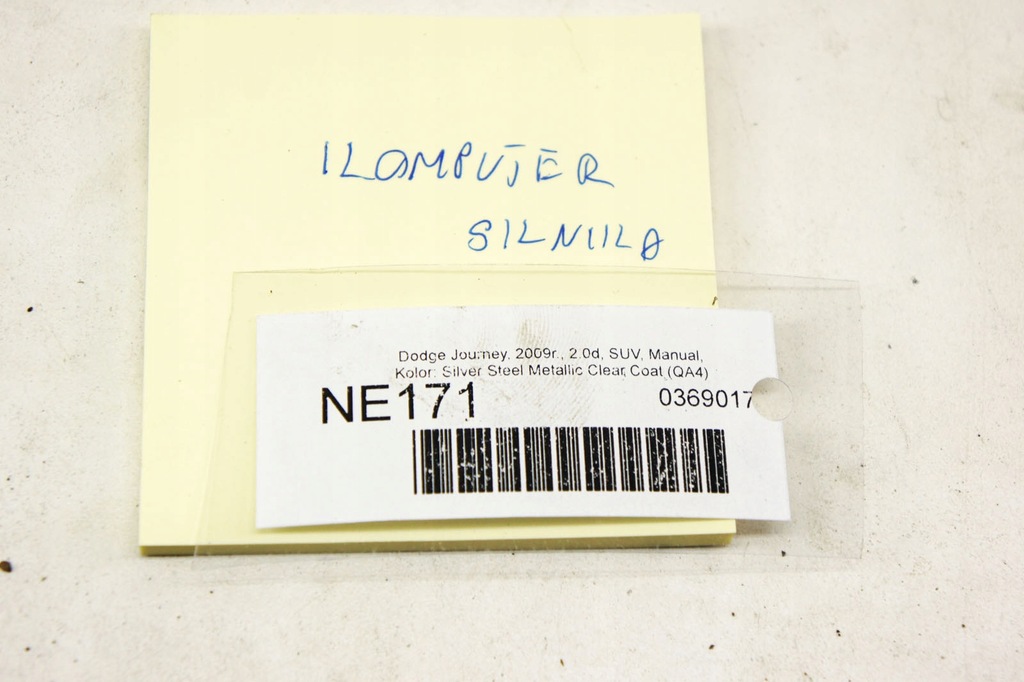 KOMPUTER
SILNIKA
Dodge Journey, 2009r., 2.0d, SUV, Manual,
Kolor: Silver Steel Metallic Clear Coat (QA4)
NE171 0369017